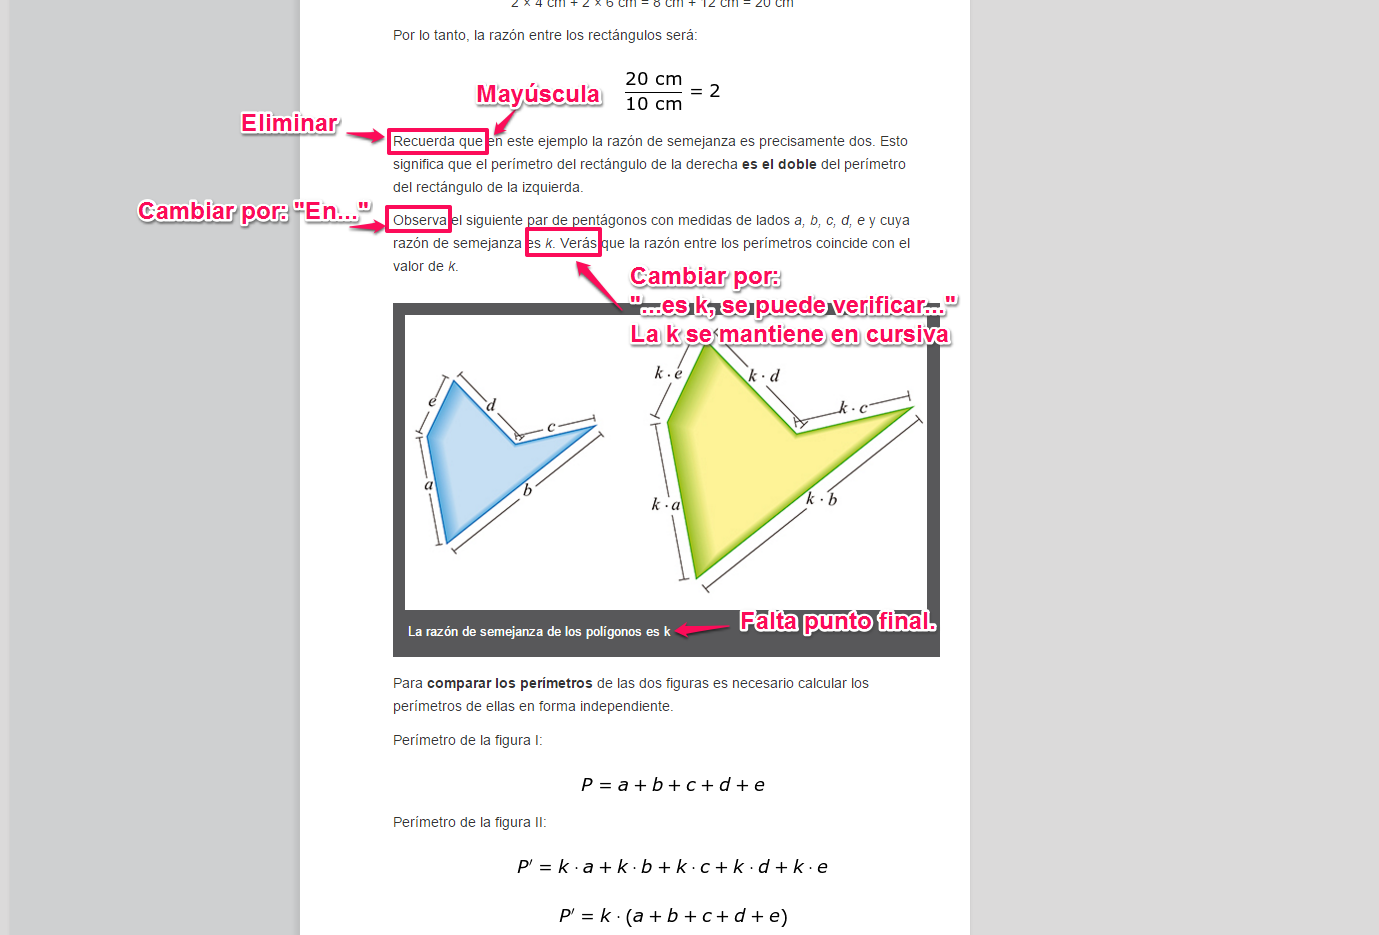 2 × 4 cm + 2 × 6 cm = 8 cm + 12 cm = 20 cm
Por lo tanto, la razón entre los rectángulos será:
20 cm
10 cm = 2
Mayúscula
Eliminar
Recuerda que en este ejemplo la razón de semejanza es precisamente dos. Esto
significa que el perímetro del rectángulo de la derecha es el doble del perímetro
del rectángulo de la izquierda.
Cambiar por: "En..."
Observa el siguiente par de pentágonos con medidas de lados a, b, c, d, e y cuya
razón de semejanza es k. Verás que la razón entre los perímetros coincide con el
valor de k.
Cambiar por:
"...es k, se puede verificar..."
La k se mantiene en cursiva
e
d
c
a
b
k · e
k · d
k · c
k · a
k · b
La razón de semejanza de los polígonos es k
Falta punto final.
Para comparar los perímetros de las dos figuras es necesario calcular los
perímetros de ellas en forma independiente.
Perímetro de la figura I:
P = a + b + c + d + e
Perímetro de la figura II:
P′ = k · a + k · b + k · c + k · d + k · e
P′ = k · (a + b + c + d + e)